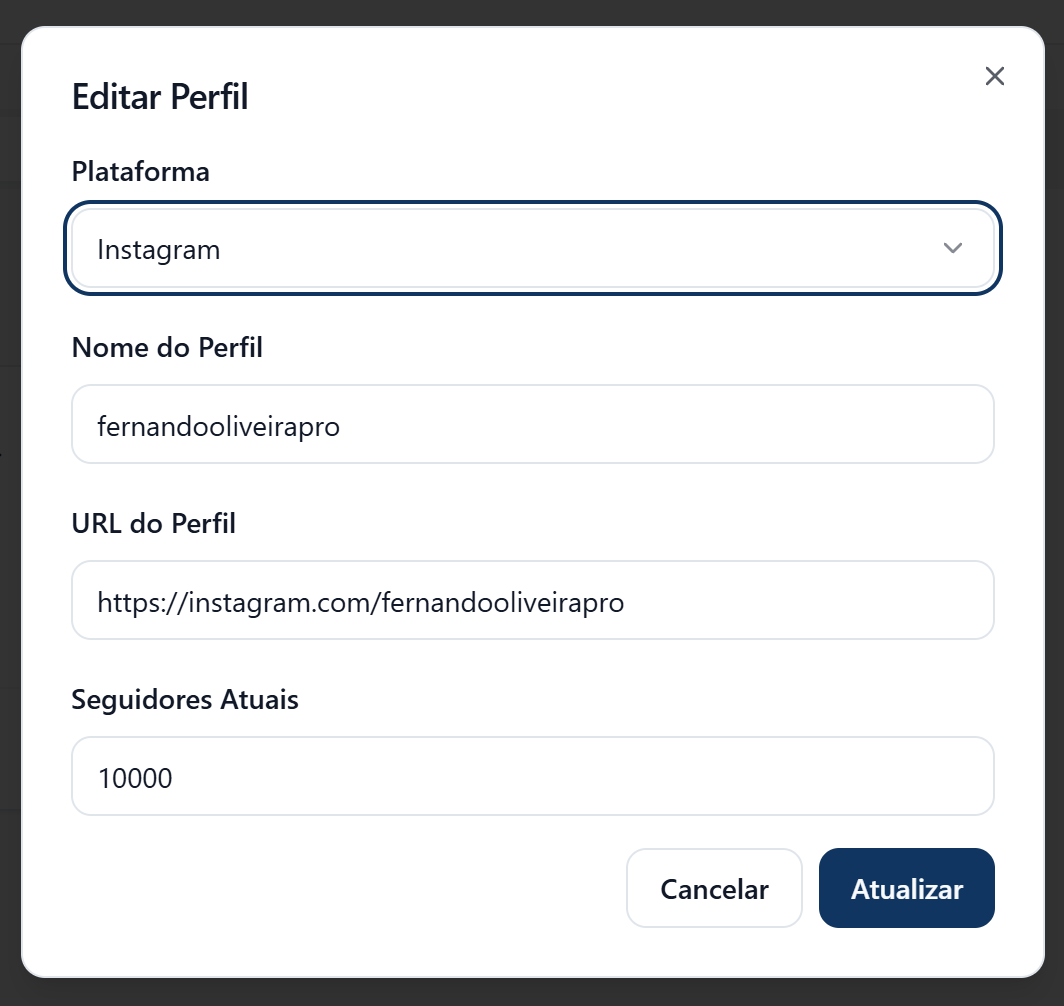 Editar Perfil
Plataforma
Instagram
Nome do Perfil
fernandooliveirapro
URL do Perfil
https://instagram.com/fernandooliveirapro
Seguidores Atuais
10000
Cancelar
Atualizar